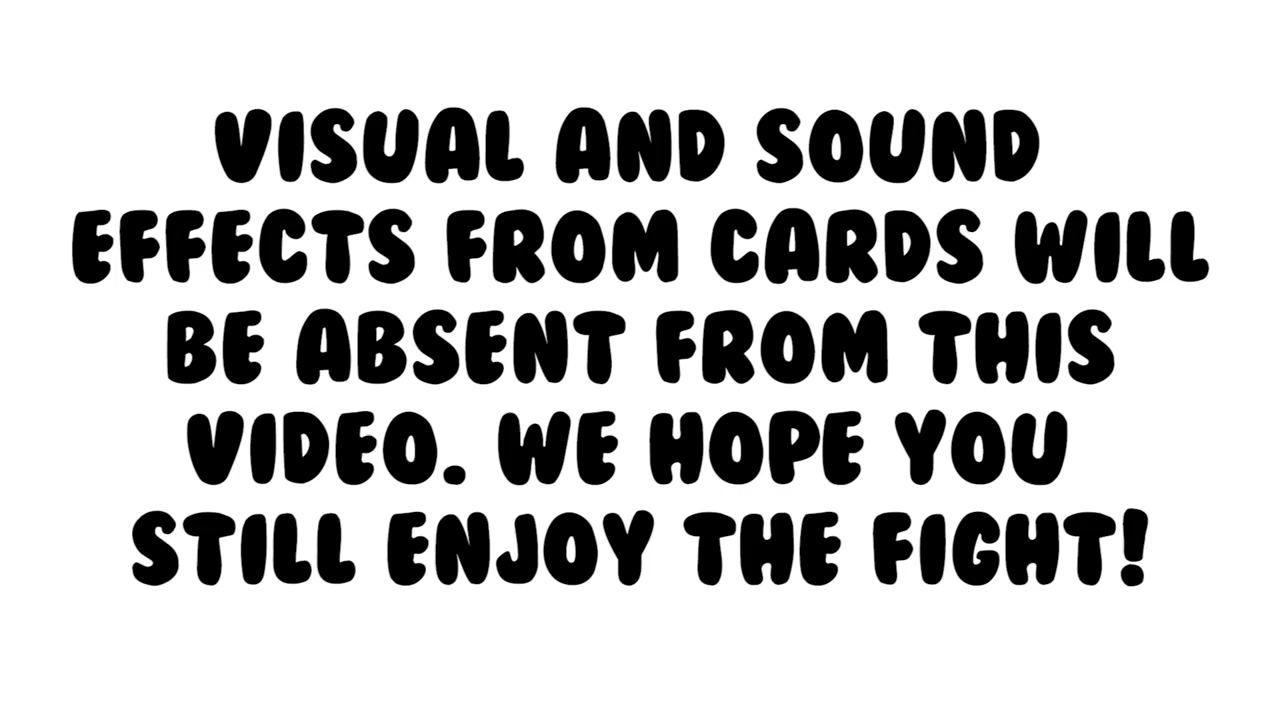 VISUAL AND SOUND
EFFECTS FROM CARDS WILL
BE ABSENT FROM THIS
VIDEO. WE HOPE YOU
STILL ENJOY THE FIGHT!